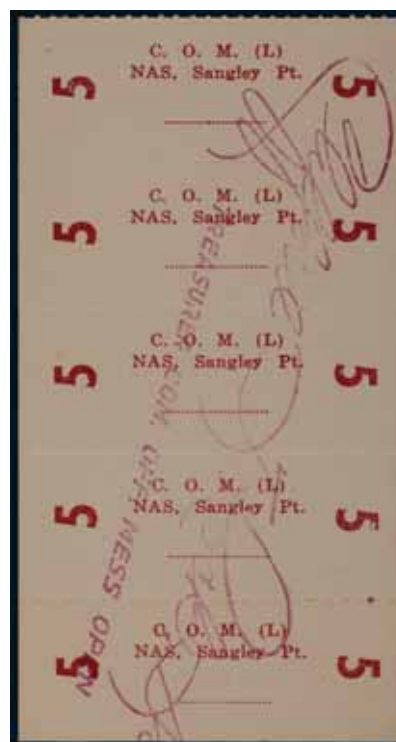 C. O. M. (L)
NAS, Sangley Pt.
5 5
C. O. M. (L)
NAS, Sangley Pt.
5 5
C. O. M. (L)
NAS, Sangley Pt.
5 5
C. O. M. (L)
NAS, Sangley Pt.
5 5
C. O. M. (L)
NAS, Sangley Pt.
5 5
TREASURER COM. OFF MESS OPEN